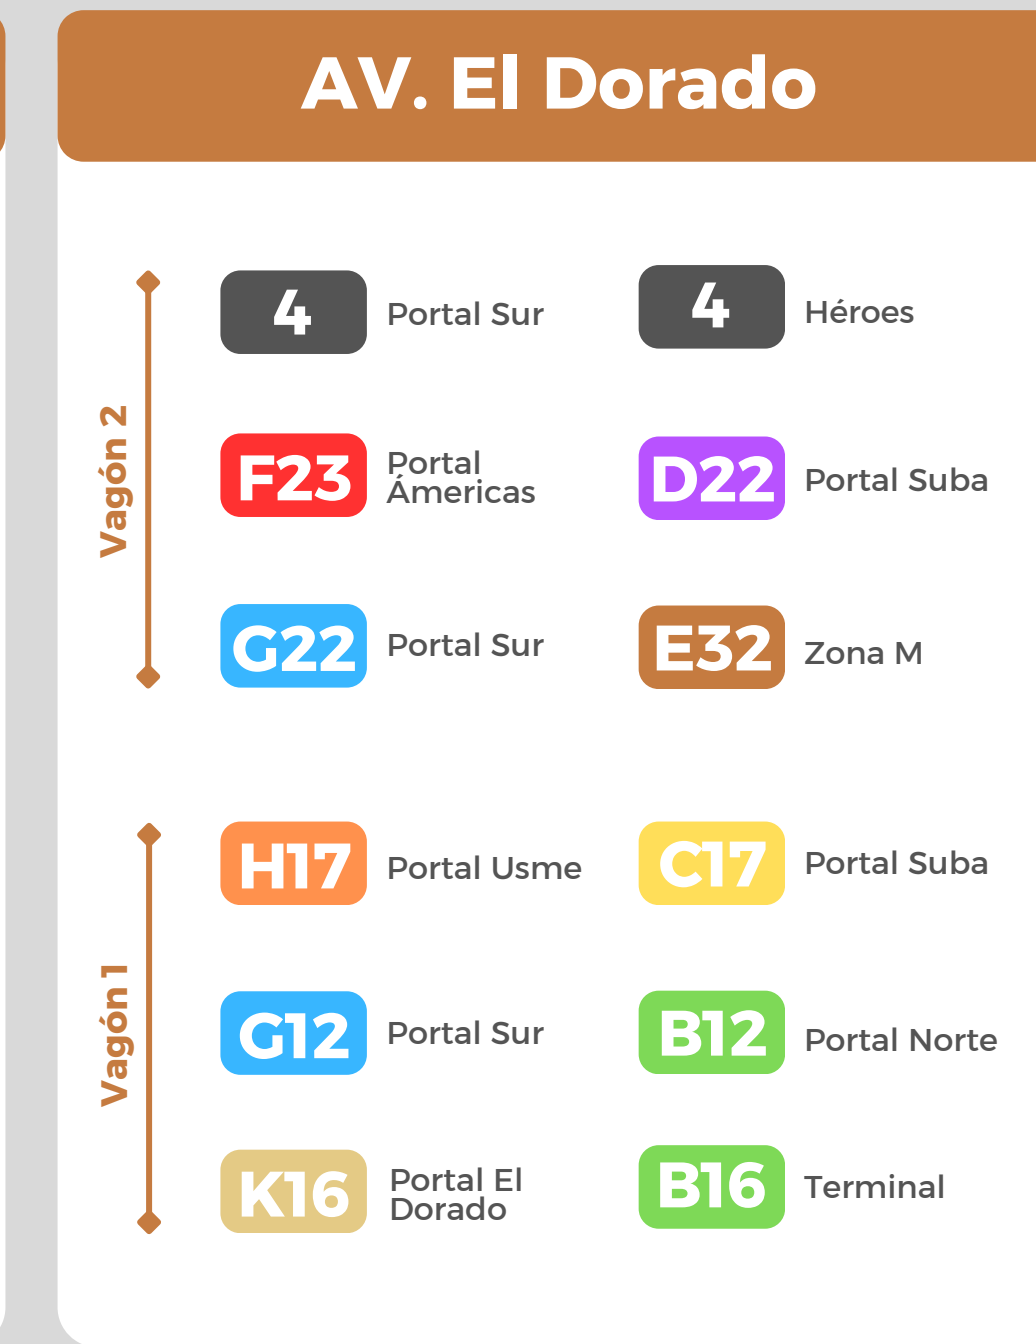 AV. El Dorado
Vagón 2
4 Portal Sur
4 Héroes
F23 Portal
Ámericas
D22 Portal Suba
G22 Portal Sur
E32 Zona M
Vagón 1
H17 Portal Usme
C17 Portal Suba
G12 Portal Sur
B12 Portal Norte
K16 Portal El
Dorado
B16 Terminal